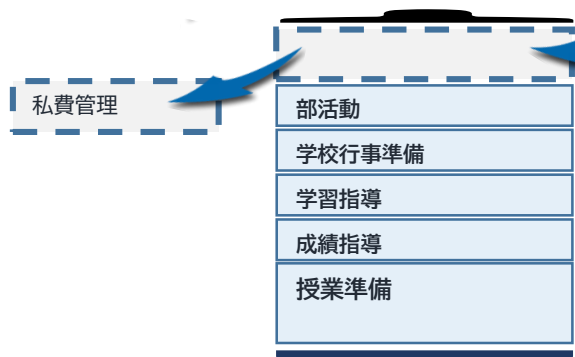 私費管理
部活動
学校行事準備
学習指導
成績指導
授業準備